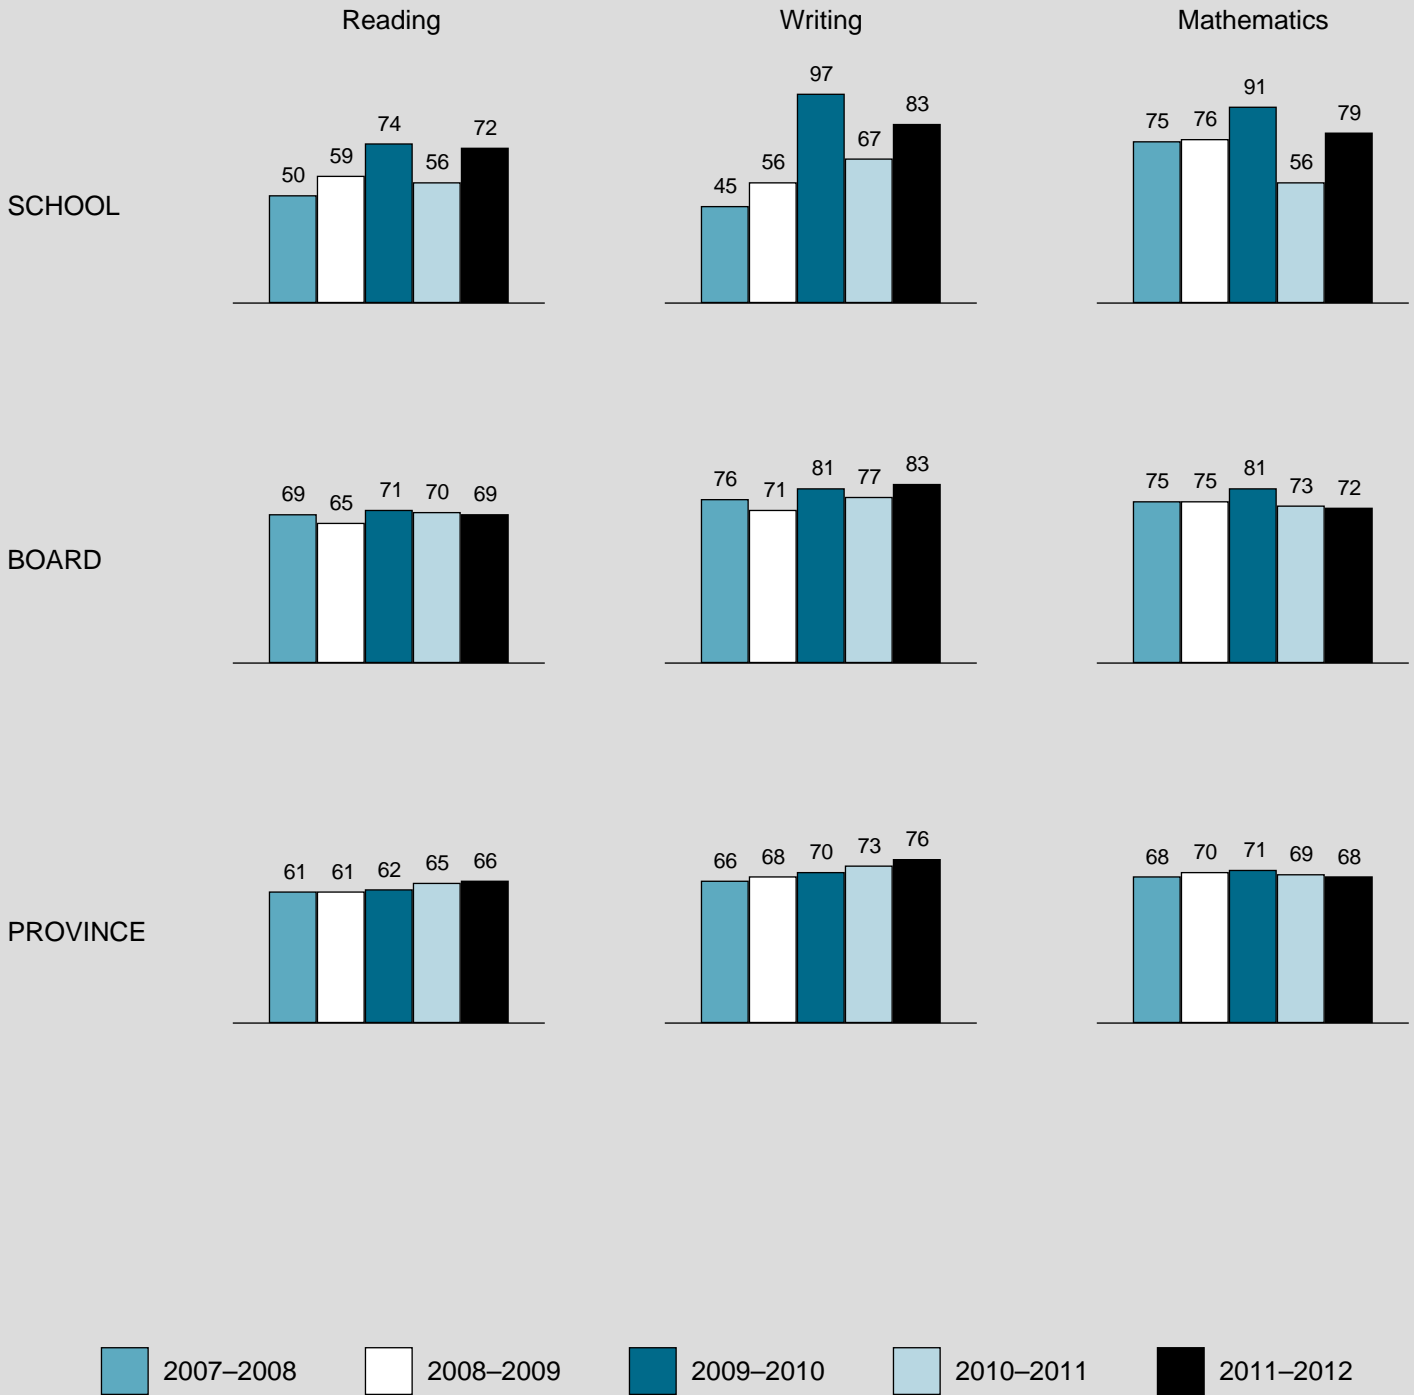 Reading Writing Mathematics
SCHOOL
50 59 74 56 72
45 56 97 67 83
75 76 91 56 79
BOARD
69 65 71 70 69
76 71 81 77 83
75 75 81 73 72
PROVINCE
61 61 62 65 66
66 68 70 73 76
68 70 71 69 68
2007–2008 2008–2009 2009–2010 2010–2011 2011–2012